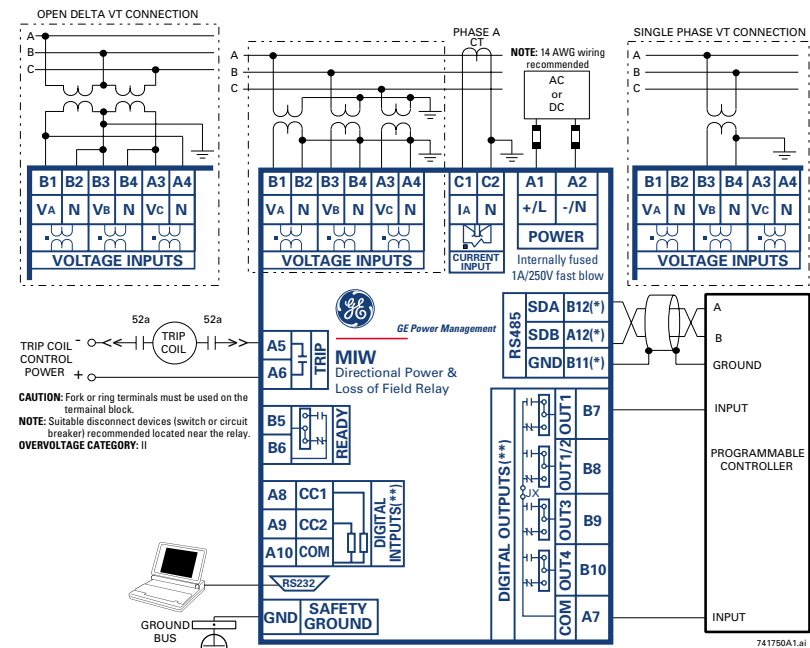 OPEN DELTA VT CONNECTION
A
B
C
B1 B2 B3 B4 A3 A4
VA N VB N VC N
VOLTAGE INPUTS
A
B
C
B1 B2 B3 B4 A3 A4
VA N VB N VC N
VOLTAGE INPUTS
PHASE A
CT
C1 C2
IA N
CURRENT
INPUT
NOTE: 14 AWG wiring
recommended
AC
or
DC
A1 A2
+/L -/N
POWER
Internally fused
1A/250V fast blow
SINGLE PHASE VT CONNECTION
A
B
C
B1 B2 B3 B4 A3 A4
VA N VB N VC N
VOLTAGE INPUTS
GE
GE Power Management
MIW
Directional Power &
Loss of Field Relay
52a
52a
TRIP
COIL
TRIP COIL
CONTROL
POWER
-
+
A5
A6
TRIP
CAUTION: Fork or ring terminals must be used on the
termainal block.
NOTE: Suitable disconnect devices (switch or circuit
breaker) recommended located near the relay.
OVERVOLTAGE CATEGORY: II
B5
B6
READY
A8 CC1
A9 CC2
A10 COM
DIGITAL
INTPUTS(**)
RS232
GND SAFETY
GROUND
GROUND
BUS
RS485
SDA B12(*)
SDB A12(*)
GND B11(*)
DIGITAL OUTPUTS(**)
JX
OUT1 B7
OUT1/2 B8
OUT3 B9
OUT4 B10
COM A7
A
B
GROUND
INPUT
PROGRAMMABLE
CONTROLLER
INPUT
741750A1.ai